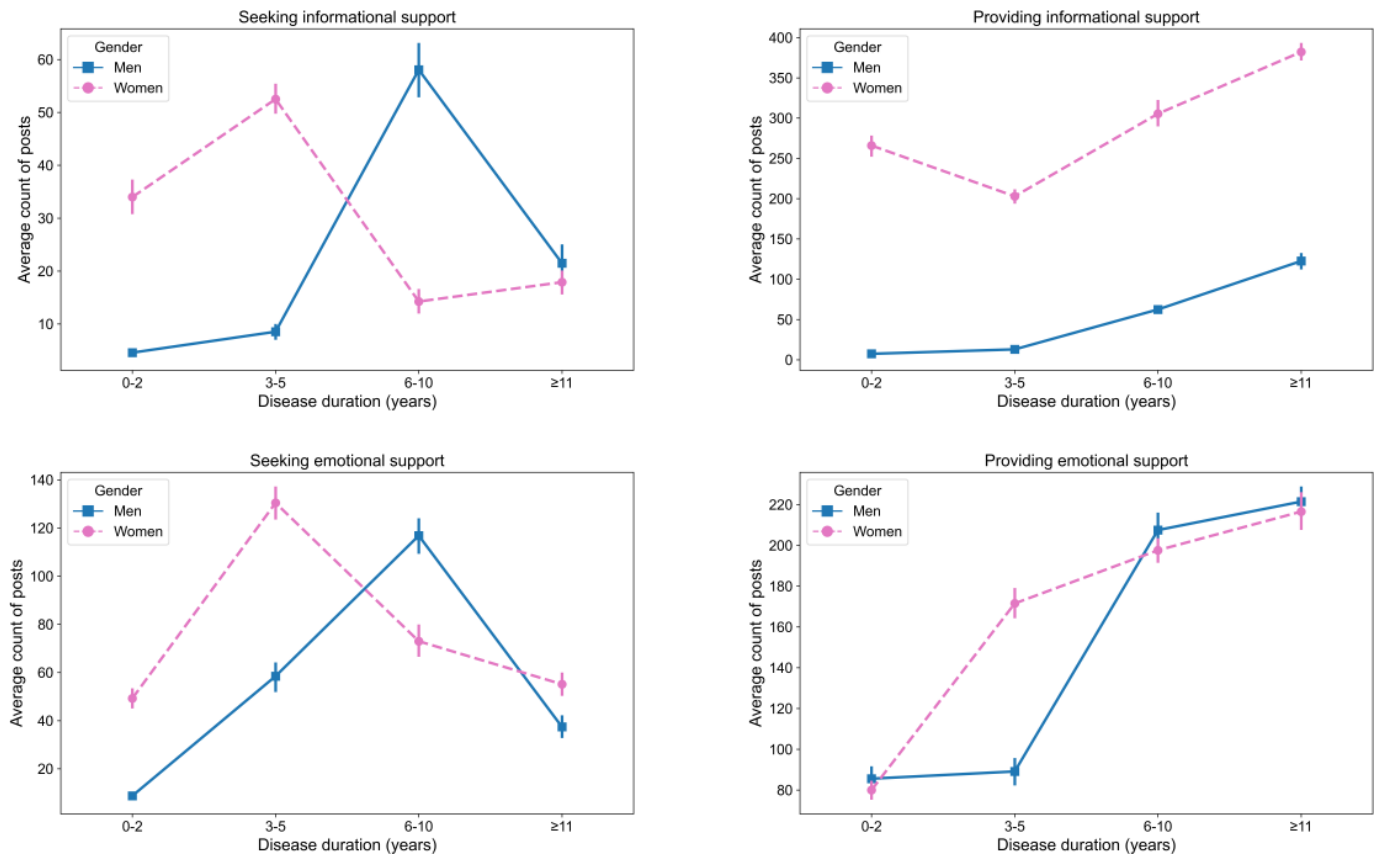 Seeking informational support
Gender
Men
Women
60
50
40
30
20
10
Average count of posts
0-2
3-5
6-10
≥11
Disease duration (years)
Providing informational support
Gender
Men
Women
400
350
300
250
200
150
100
50
0
Average count of posts
0-2
3-5
6-10
≥11
Disease duration (years)
Seeking emotional support
Gender
Men
Women
140
120
100
80
60
40
20
Average count of posts
0-2
3-5
6-10
≥11
Disease duration (years)
Providing emotional support
Gender
Men
Women
220
200
180
160
140
120
100
80
Average count of posts
0-2
3-5
6-10
≥11
Disease duration (years)